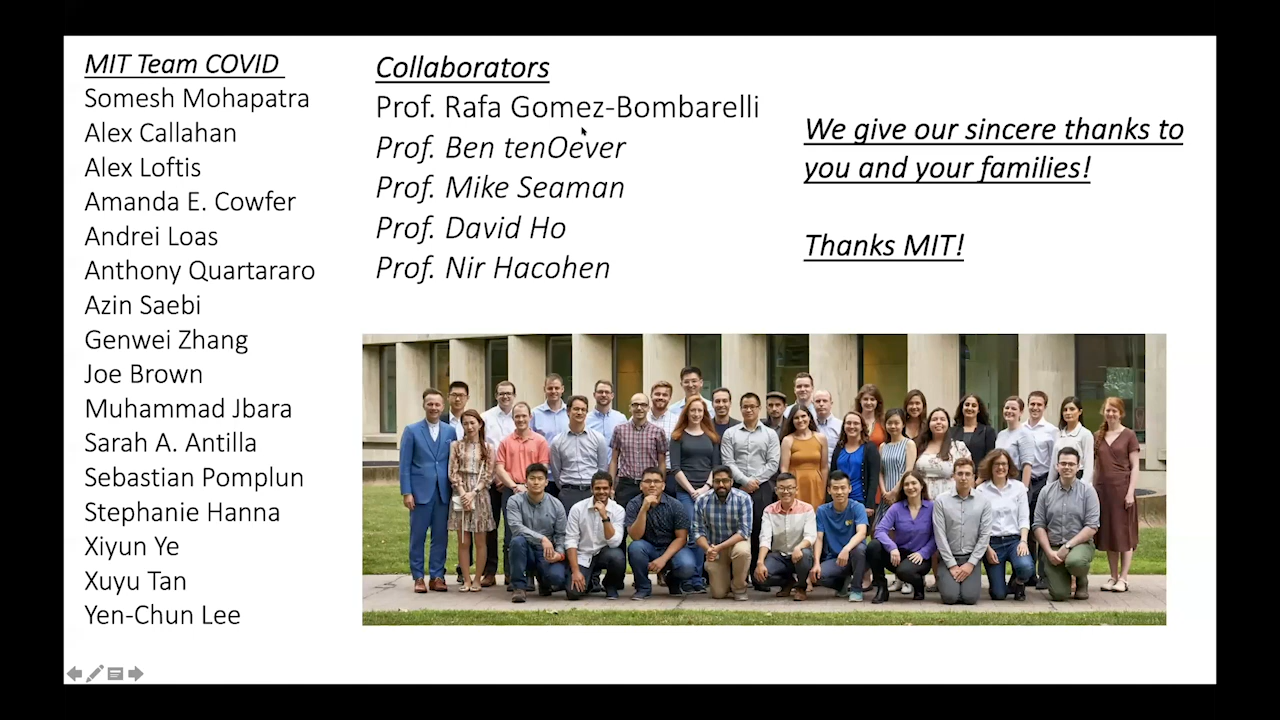 MIT Team COVID
Somesh Mohapatra
Alex Callahan
Alex Loftis
Amanda E. Cowfer
Andrei Loas
Anthony Quartararo
Azin Saebi
Genwei Zhang
Joe Brown
Muhammad Jbara
Sarah A. Antilla
Sebastian Pomplun
Stephanie Hanna
Xiyun Ye
Xuyu Tan
Yen-Chun Lee
Collaborators
Prof. Rafa Gomez-Bombarelli
Prof. Ben tenOever
Prof. Mike Seaman
Prof. David Ho
Prof. Nir Hacohen
We give our sincere thanks to
you and your families!
Thanks MIT!